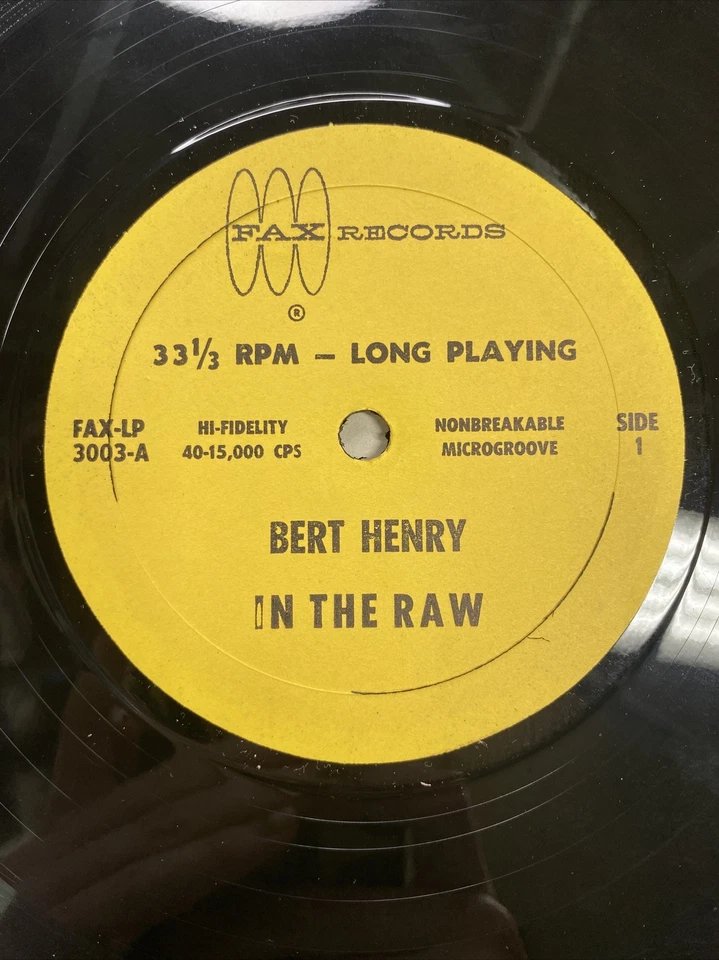 FAX RECORDS
®
33⅓ RPM — LONG PLAYING
FAX-LP
3003-A
HI-FIDELITY
40-15,000 CPS
NONBREAKABLE
MICROGROOVE
SIDE
1
BERT HENRY
IN THE RAW